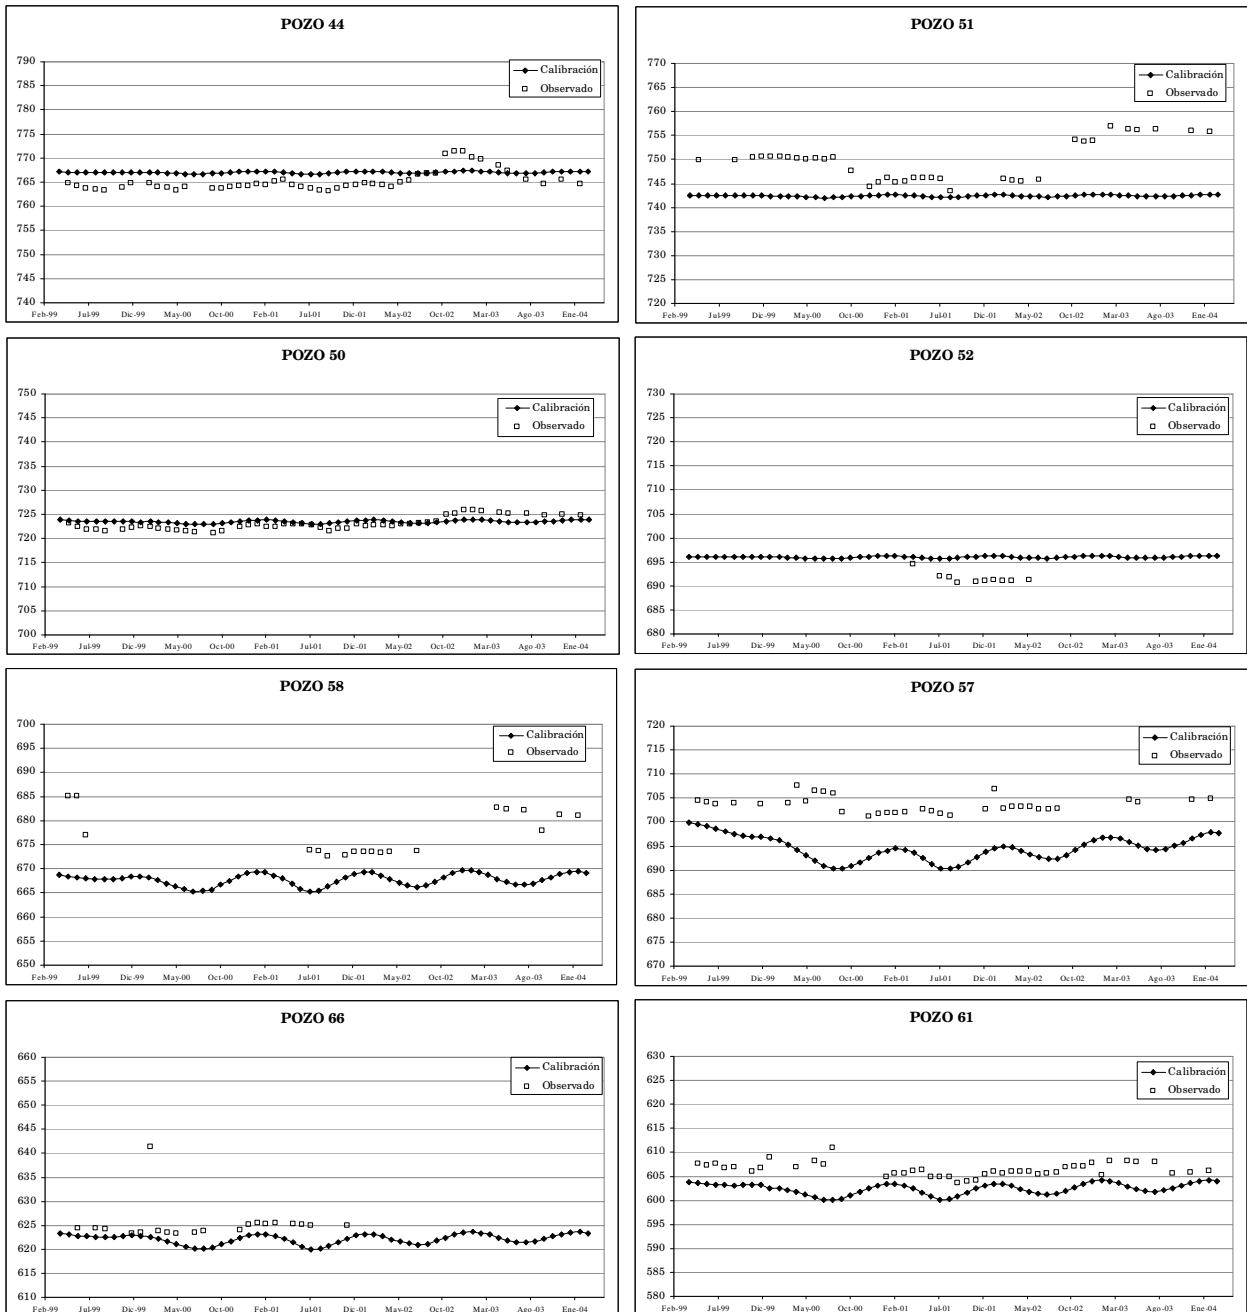 POZO 44
790
785
780
775
770
765
760
755
750
745
740
Calibración
Observado
Feb-99 Jul-99 Dic-99 May-00 Oct-00 Feb-01 Jul-01 Dic-01 May-02 Oct-02 Mar-03 Ago-03 Ene-04
POZO 51
770
765
760
755
750
745
740
735
730
725
720
Calibración
Observado
Feb-99 Jul-99 Dic-99 May-00 Oct-00 Feb-01 Jul-01 Dic-01 May-02 Oct-02 Mar-03 Ago-03 Ene-04
POZO 50
750
745
740
735
730
725
720
715
710
705
700
Calibración
Observado
Feb-99 Jul-99 Dic-99 May-00 Oct-00 Feb-01 Jul-01 Dic-01 May-02 Oct-02 Mar-03 Ago-03 Ene-04
POZO 52
730
725
720
715
710
705
700
695
690
685
680
Calibración
Observado
Feb-99 Jul-99 Dic-99 May-00 Oct-00 Feb-01 Jul-01 Dic-01 May-02 Oct-02 Mar-03 Ago-03 Ene-04
POZO 58
700
695
690
685
680
675
670
665
660
655
650
Calibración
Observado
Feb-99 Jul-99 Dic-99 May-00 Oct-00 Feb-01 Jul-01 Dic-01 May-02 Oct-02 Mar-03 Ago-03 Ene-04
POZO 57
720
715
710
705
700
695
690
685
680
675
670
Calibración
Observado
Feb-99 Jul-99 Dic-99 May-00 Oct-00 Feb-01 Jul-01 Dic-01 May-02 Oct-02 Mar-03 Ago-03 Ene-04
POZO 66
660
655
650
645
640
635
630
625
620
615
610
Calibración
Observado
Feb-99 Jul-99 Dic-99 May-00 Oct-00 Feb-01 Jul-01 Dic-01 May-02 Oct-02 Mar-03 Ago-03 Ene-04
POZO 61
630
625
620
615
610
605
600
595
590
585
580
Calibración
Observado
Feb-99 Jul-99 Dic-99 May-00 Oct-00 Feb-01 Jul-01 Dic-01 May-02 Oct-02 Mar-03 Ago-03 Ene-04